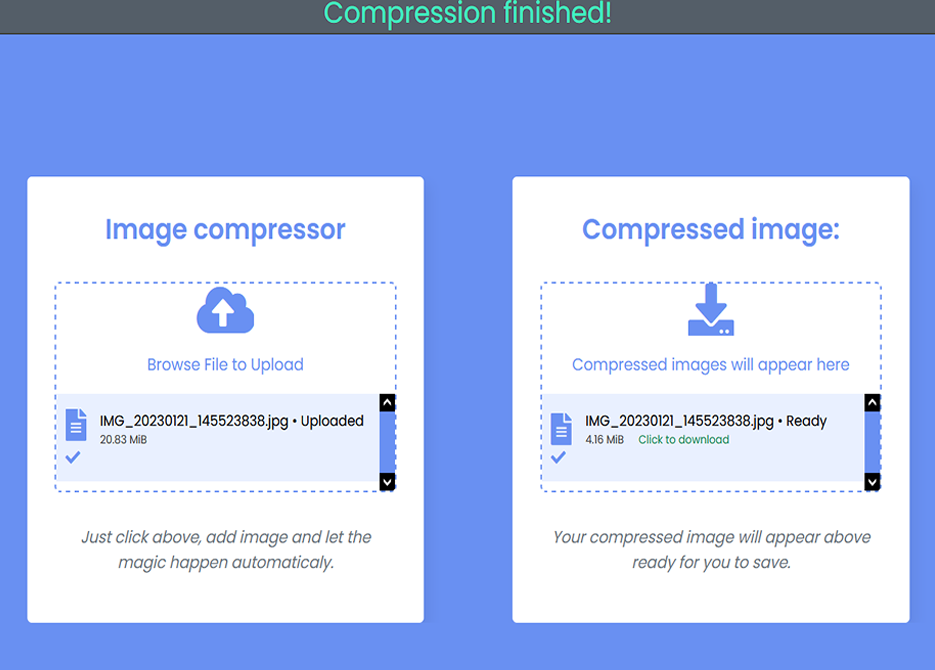 Compression finished!
Image compressor
Browse File to Upload
IMG_20230121_145523838.jpg • Uploaded
20.83 MiB
Just click above, add image and let the
magic happen automaticaly.
Compressed image:
Compressed images will appear here
IMG_20230121_145523838.jpg • Ready
4.16 MiB Click to download
Your compressed image will appear above
ready for you to save.